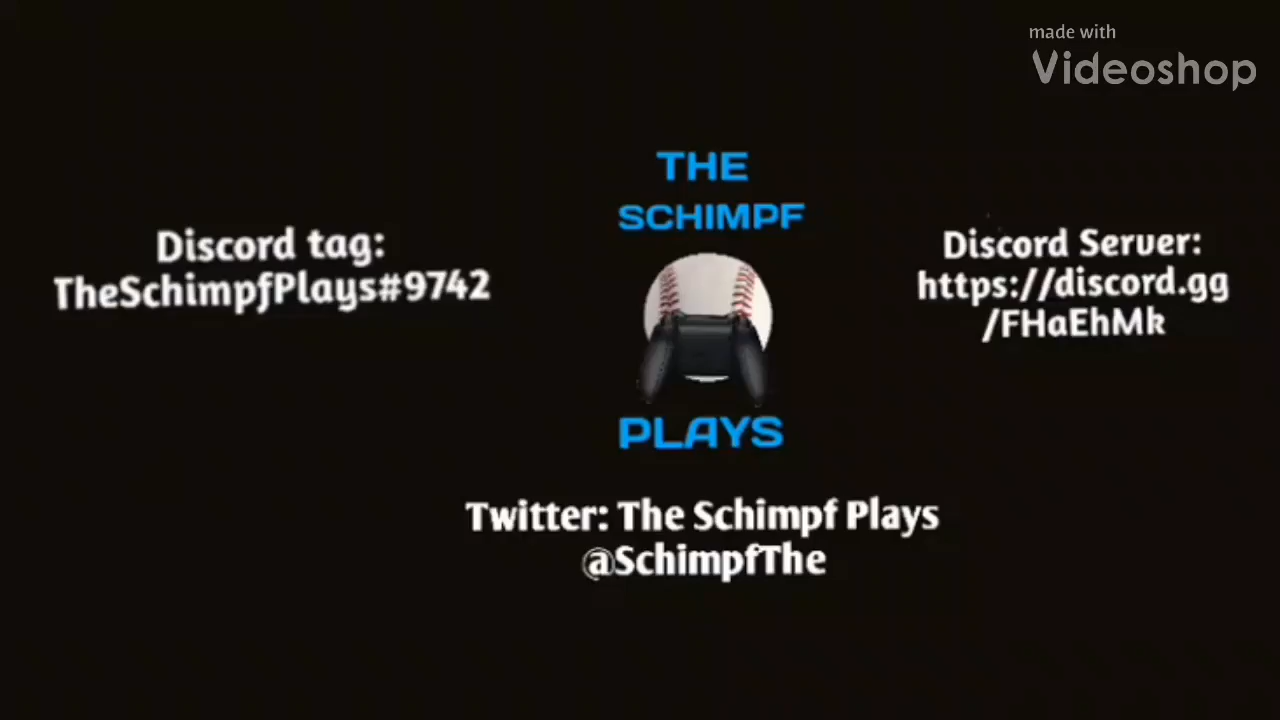 made with
Videoshop
THE
SCHIMPF
PLAYS
Discord tag:
TheSchimpfPlays#9742
Discord Server:
https://discord.gg
/FHaEhMk
Twitter: The Schimpf Plays
@SchimpfThe